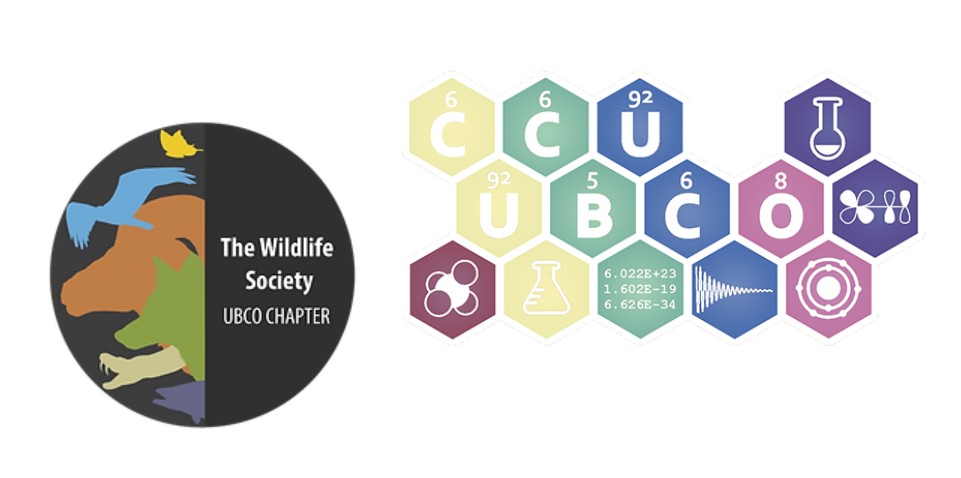 The Wildlife
Society
UBCO CHAPTER
6 6 92
C C U
92 5 6 8
U B C O
6.022E+23
1.602E-19
6.626E-34